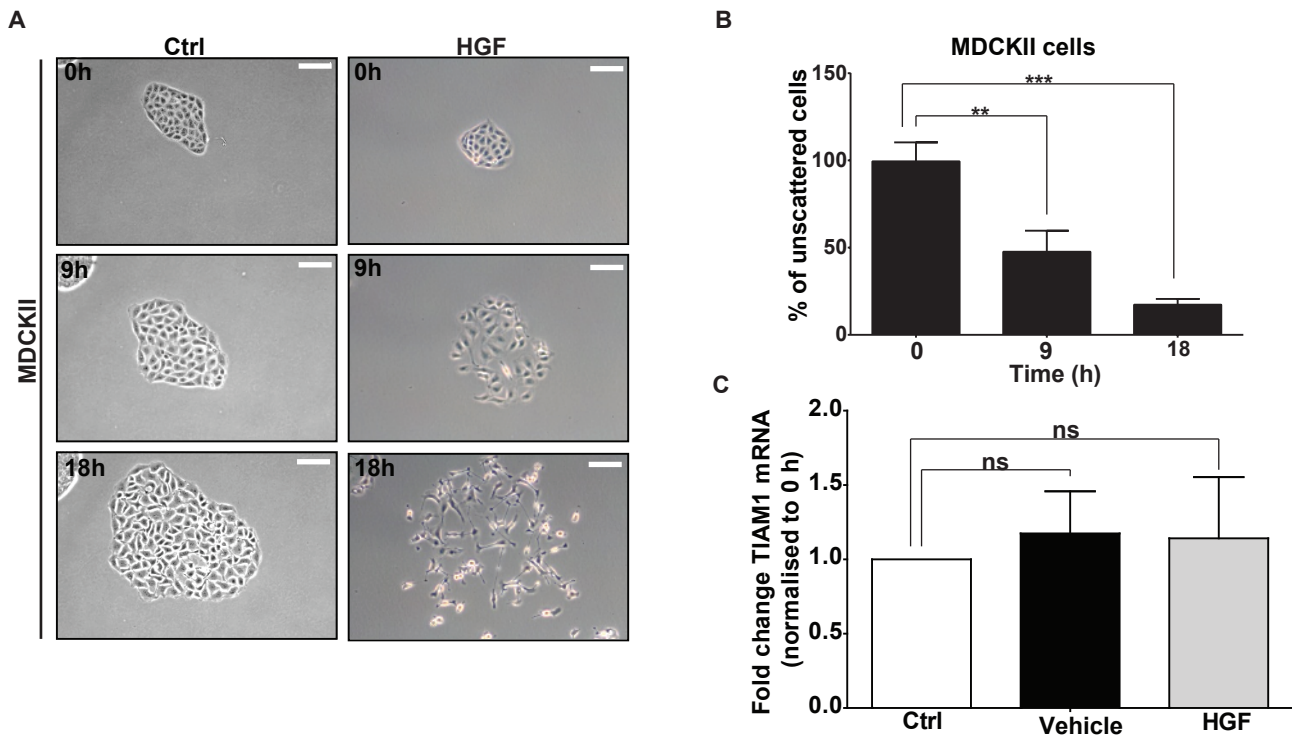 A
Ctrl
HGF
MDCKII
0h
0h
9h
9h
18h
18h
B
MDCKII cells
% of unscattered cells
150
100
50
0
***
**
0 9 18
Time (h)
C
Fold change TIAM1 mRNA
(normalised to 0 h)
2.0
1.5
1.0
0.5
0.0
ns
ns
Ctrl Vehicle HGF